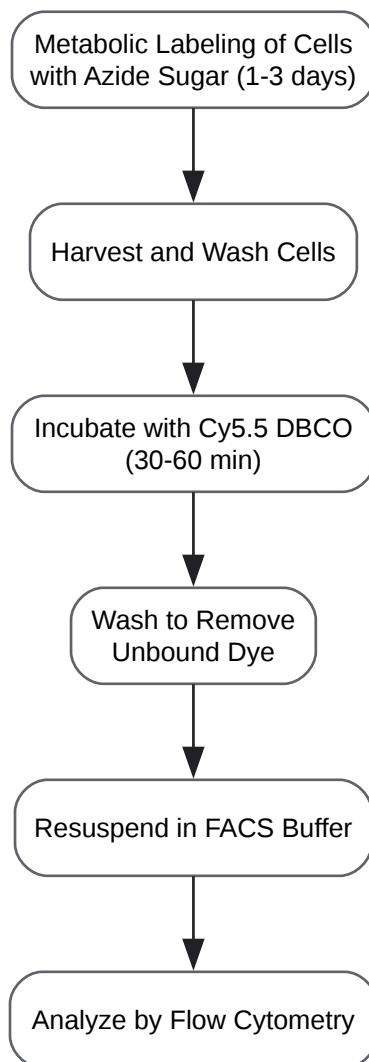 Metabolic Labeling of Cells
with Azide Sugar (1-3 days)
Harvest and Wash Cells
Incubate with Cy5.5 DBCO
(30-60 min)
Wash to Remove
Unbound Dye
Resuspend in FACS Buffer
Analyze by Flow Cytometry